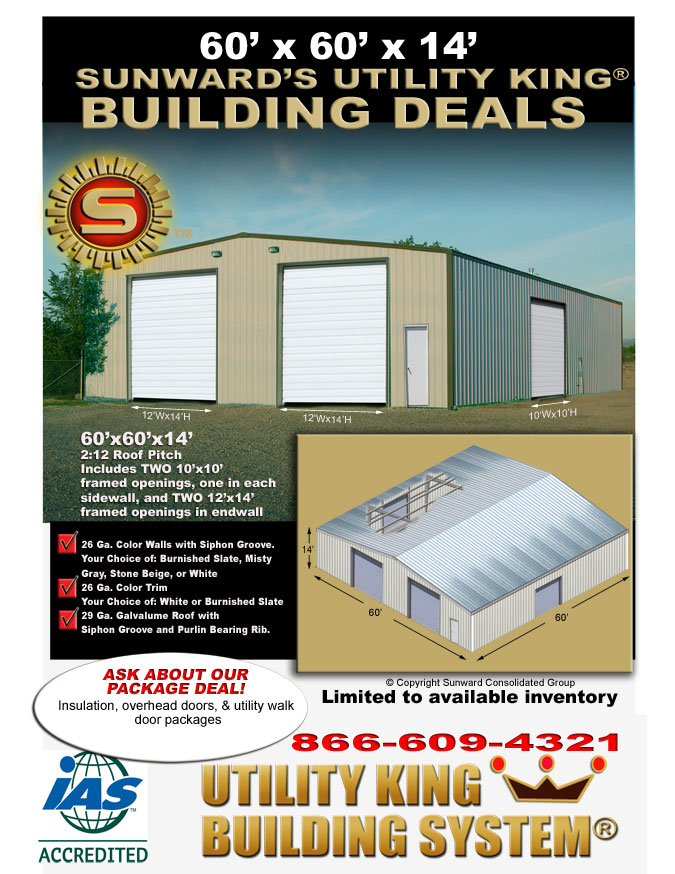 60’ x 60’ x 14’
SUNWARD’S UTILITY KING®
BUILDING DEALS
S
TM
12'Wx14'H
12'Wx14'H
10'Wx10'H
60’x60’x14’
2:12 Roof Pitch
Includes TWO 10’x10’
framed openings, one in each
sidewall, and TWO 12’x14’
framed openings in endwall
26 Ga. Color Walls with Siphon Groove.
Your Choice of: Burnished Slate, Misty
Gray, Stone Beige, or White
26 Ga. Color Trim
Your Choice of: White or Burnished Slate
29 Ga. Galvalume Roof with
Siphon Groove and Purlin Bearing Rib.
14'
60'
60'
© Copyright Sunward Consolidated Group
Limited to available inventory
ASK ABOUT OUR
PACKAGE DEAL!
Insulation, overhead doors, & utility walk
door packages
866-609-4321
UTILITY KING
BUILDING SYSTEM®
IAS
TM
ACCREDITED